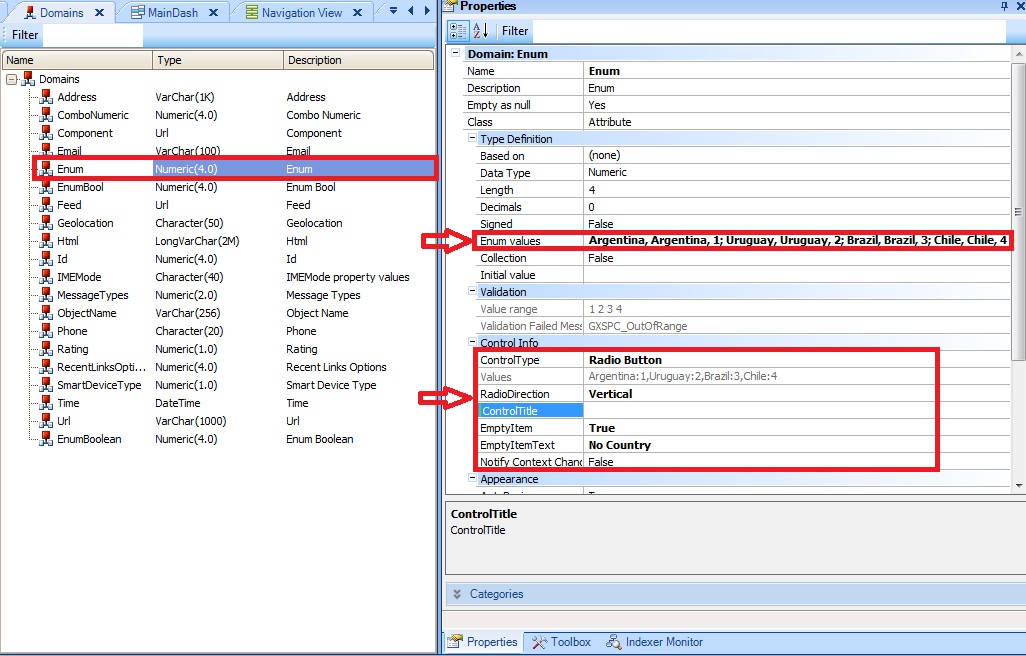 Domains MainDash Navigation View
Filter
Name Type Description
Domains
Address VarChar(1K) Address
ComboNumeric Numeric(4.0) Combo Numeric
Component Url Component
Email VarChar(100) Email
Enum Numeric(4.0) Enum
EnumBool Numeric(4.0) Enum Bool
Feed Url Feed
Geolocation Character(50) Geolocation
Html LongVarChar(2M) Html
Id Numeric(4.0) Id
IMEMode Character(40) IMEMode property values
MessageTypes Numeric(2.0) Message Types
ObjectName VarChar(256) Object Name
Phone Character(20) Phone
Rating Numeric(1.0) Rating
RecentLinksOpti... Numeric(4.0) Recent Links Options
SmartDeviceType Numeric(1.0) Smart Device Type
Time DateTime Time
Url VarChar(1000) Url
EnumBoolean Numeric(4.0) Enum Boolean
Properties
Filter
Domain: Enum
Name Enum
Description Enum
Empty as null Yes
Class Attribute
Type Definition
Based on (none)
Data Type Numeric
Length 4
Decimals 0
Signed False
Enum values Argentina, Argentina, 1; Uruguay, Uruguay, 2; Brazil, Brazil, 3; Chile, Chile, 4
Collection False
Initial value
Validation
Value range 1 2 3 4
Validation Failed Mess GXSPC_OutOfRange
Control Info
ControlType Radio Button
Values Argentina:1,Uruguay:2,Brazil:3,Chile:4
RadioDirection Vertical
ControlTitle
EmptyItem True
EmptyItemText No Country
Notify Context Chang False
Appearance
ControlTitle
ControlTitle
Categories
Properties Toolbox Indexer Monitor